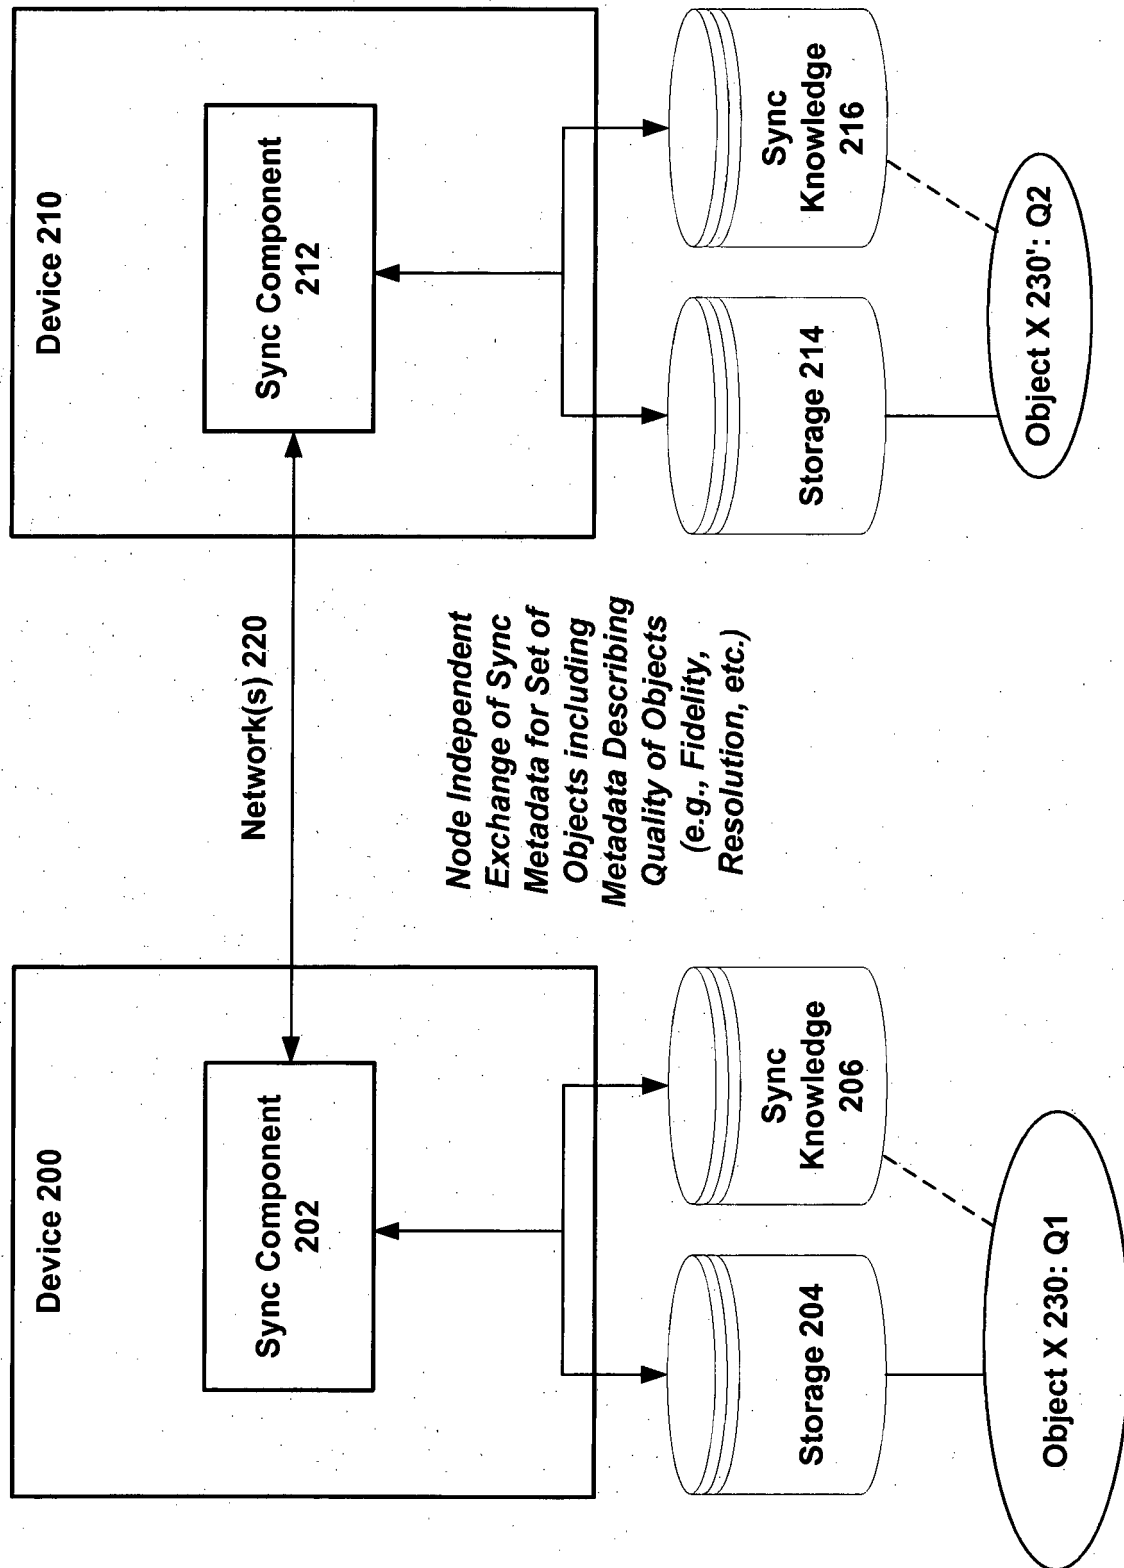 Device 200
Sync Component
202
Storage 204
Sync
Knowledge
206
Object X 230: Q1
Network(s) 220
Node Independent
Exchange of Sync
Metadata for Set of
Objects including
Metadata Describing
Quality of Objects
(e.g., Fidelity,
Resolution, etc.)
Device 210
Sync Component
212
Storage 214
Sync
Knowledge
216
Object X 230': Q2